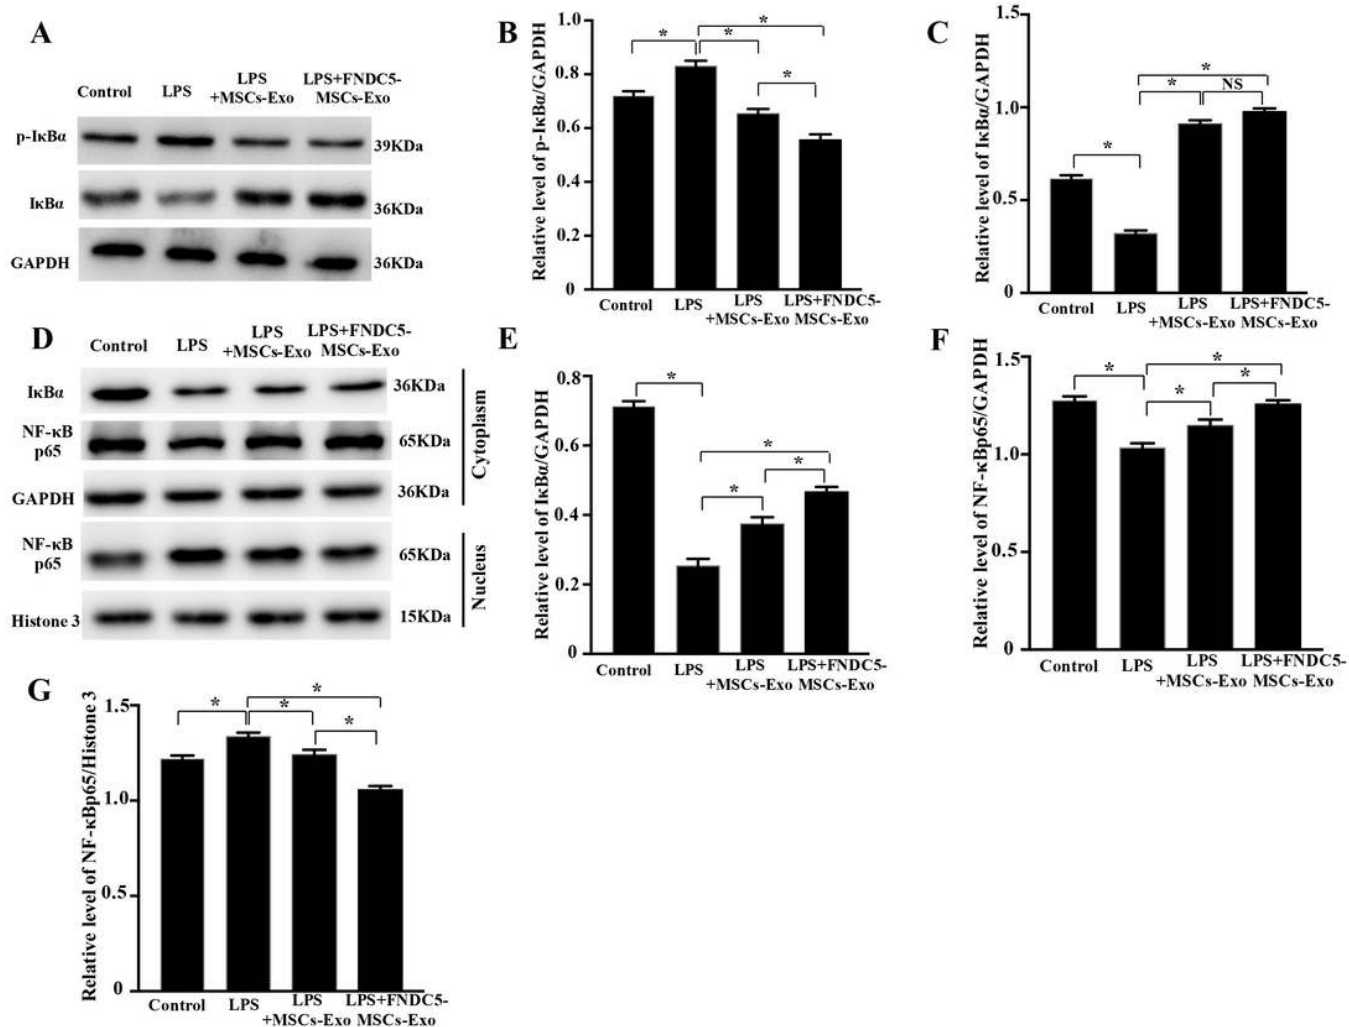 A
Control
LPS
LPS
+MSCs-Exo
LPS+FNDC5-
MSCs-Exo
p-IκBα
39KDa
IκBα
36KDa
GAPDH
36KDa
B
Relative level of p-IκBα/GAPDH
1.0
0.8
0.6
0.4
0.2
0
*
*
*
*
Control
LPS
LPS
+MSCs-Exo
LPS+FNDC5-
MSCs-Exo
C
Relative level of IκBα/GAPDH
1.5
1.0
0.5
0
*
*
*
NS
Control
LPS
LPS
+MSCs-Exo
LPS+FNDC5-
MSCs-Exo
D
Control
LPS
LPS
+MSCs-Exo
LPS+FNDC5-
MSCs-Exo
IκBα
36KDa
NF-κB
p65
65KDa
GAPDH
36KDa
Cytoplasm
NF-κB
p65
65KDa
Histone 3
15KDa
Nucleus
E
Relative level of IκBα/GAPDH
0.8
0.6
0.4
0.2
0
*
*
*
*
Control
LPS
LPS
+MSCs-Exo
LPS+FNDC5-
MSCs-Exo
F
Relative level of NF-κBp65/GAPDH
1.5
1.0
0.5
0
*
*
*
*
Control
LPS
LPS
+MSCs-Exo
LPS+FNDC5-
MSCs-Exo
G
Relative level of NF-κBp65/Histone 3
1.5
1.0
0.5
0
*
*
*
*
Control
LPS
LPS
+MSCs-Exo
LPS+FNDC5-
MSCs-Exo